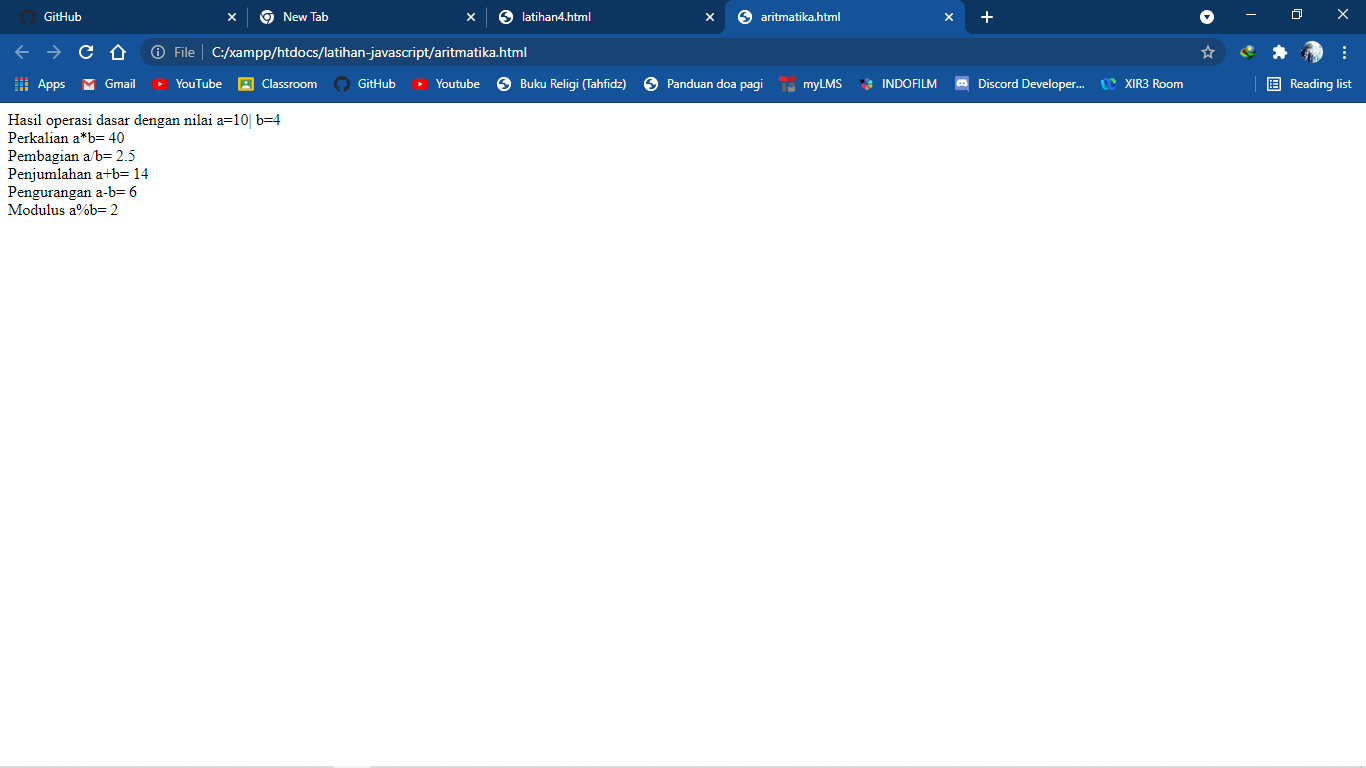 GitHub
New Tab
latihan4.html
aritmatika.html
File
C:/xampp/htdocs/latihan-javascript/aritmatika.html
Apps
Gmail
YouTube
Classroom
GitHub
Youtube
Buku Religi (Tahfidz)
Panduan doa pagi
myLMS
INDOFILM
Discord Developer...
XIR3 Room
Reading list
Hasil operasi dasar dengan nilai a=10| b=4
Perkalian a*b= 40
Pembagian a/b= 2.5
Penjumlahan a+b= 14
Pengurangan a-b= 6
Modulus a%b= 2